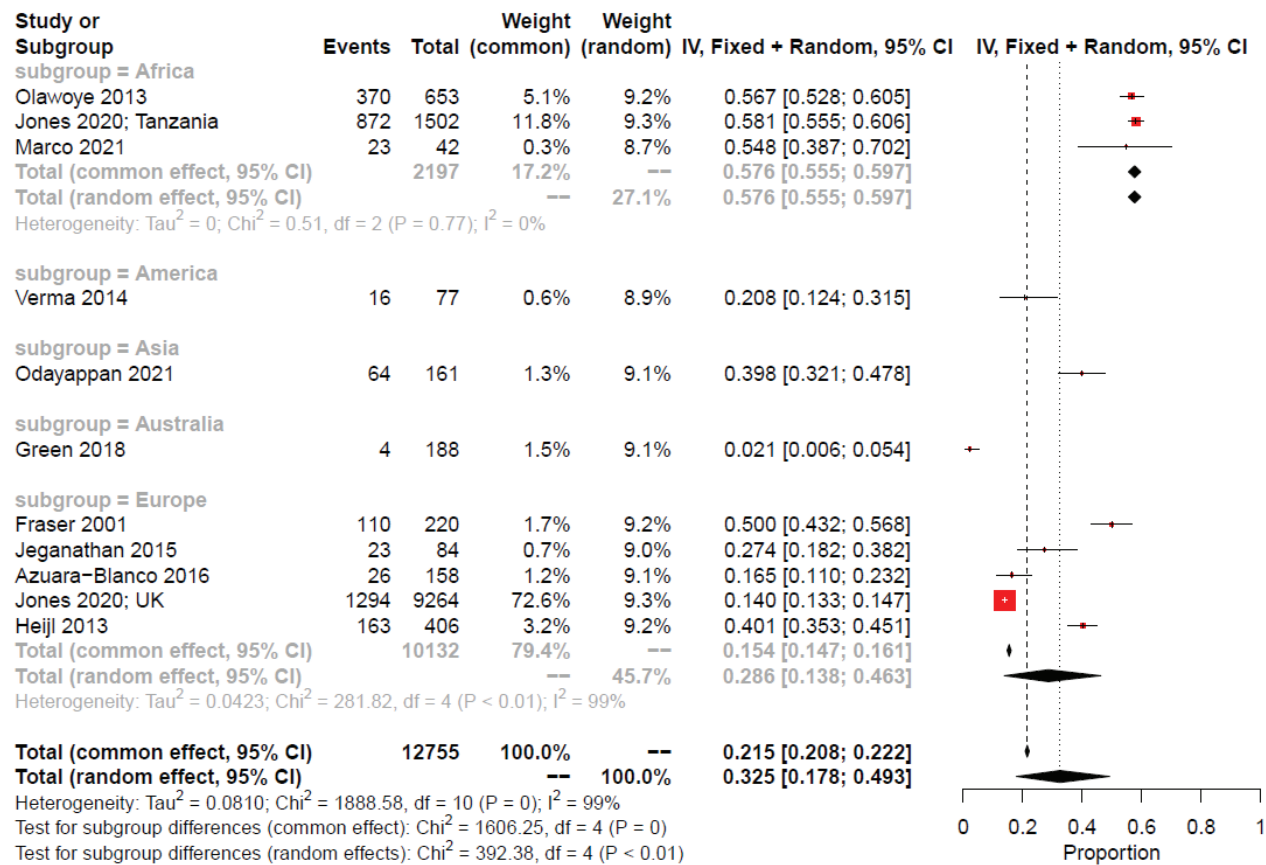 Study or Weight Weight
Subgroup Events Total (common) (random) IV, Fixed + Random, 95% CI IV, Fixed + Random, 95% CI
subgroup = Africa
Olawoye 2013 370 653 5.1% 9.2% 0.567 [0.528; 0.605]
Jones 2020; Tanzania 872 1502 11.8% 9.3% 0.581 [0.555; 0.606]
Marco 2021 23 42 0.3% 8.7% 0.548 [0.387; 0.702]
Total (common effect, 95% CI) 2197 17.2% −− 0.576 [0.555; 0.597]
Total (random effect, 95% CI) −− 27.1% 0.576 [0.555; 0.597]
Heterogeneity: Tau² = 0; Chi² = 0.51, df = 2 (P = 0.77); I² = 0%
subgroup = America
Verma 2014 16 77 0.6% 8.9% 0.208 [0.124; 0.315]
subgroup = Asia
Odayappan 2021 64 161 1.3% 9.1% 0.398 [0.321; 0.478]
subgroup = Australia
Green 2018 4 188 1.5% 9.1% 0.021 [0.006; 0.054]
subgroup = Europe
Fraser 2001 110 220 1.7% 9.2% 0.500 [0.432; 0.568]
Jeganathan 2015 23 84 0.7% 9.0% 0.274 [0.182; 0.382]
Azuara−Blanco 2016 26 158 1.2% 9.1% 0.165 [0.110; 0.232]
Jones 2020; UK 1294 9264 72.6% 9.3% 0.140 [0.133; 0.147]
Heijl 2013 163 406 3.2% 9.2% 0.401 [0.353; 0.451]
Total (common effect, 95% CI) 10132 79.4% −− 0.154 [0.147; 0.161]
Total (random effect, 95% CI) −− 45.7% 0.286 [0.138; 0.463]
Heterogeneity: Tau² = 0.0423; Chi² = 281.82, df = 4 (P < 0.01); I² = 99%
Total (common effect, 95% CI) 12755 100.0% −− 0.215 [0.208; 0.222]
Total (random effect, 95% CI) −− 100.0% 0.325 [0.178; 0.493]
Heterogeneity: Tau² = 0.0810; Chi² = 1888.58, df = 10 (P = 0); I² = 99%
Test for subgroup differences (common effect): Chi² = 1606.25, df = 4 (P = 0)
Test for subgroup differences (random effects): Chi² = 392.38, df = 4 (P < 0.01)
0 0.2 0.4 0.6 0.8 1
Proportion